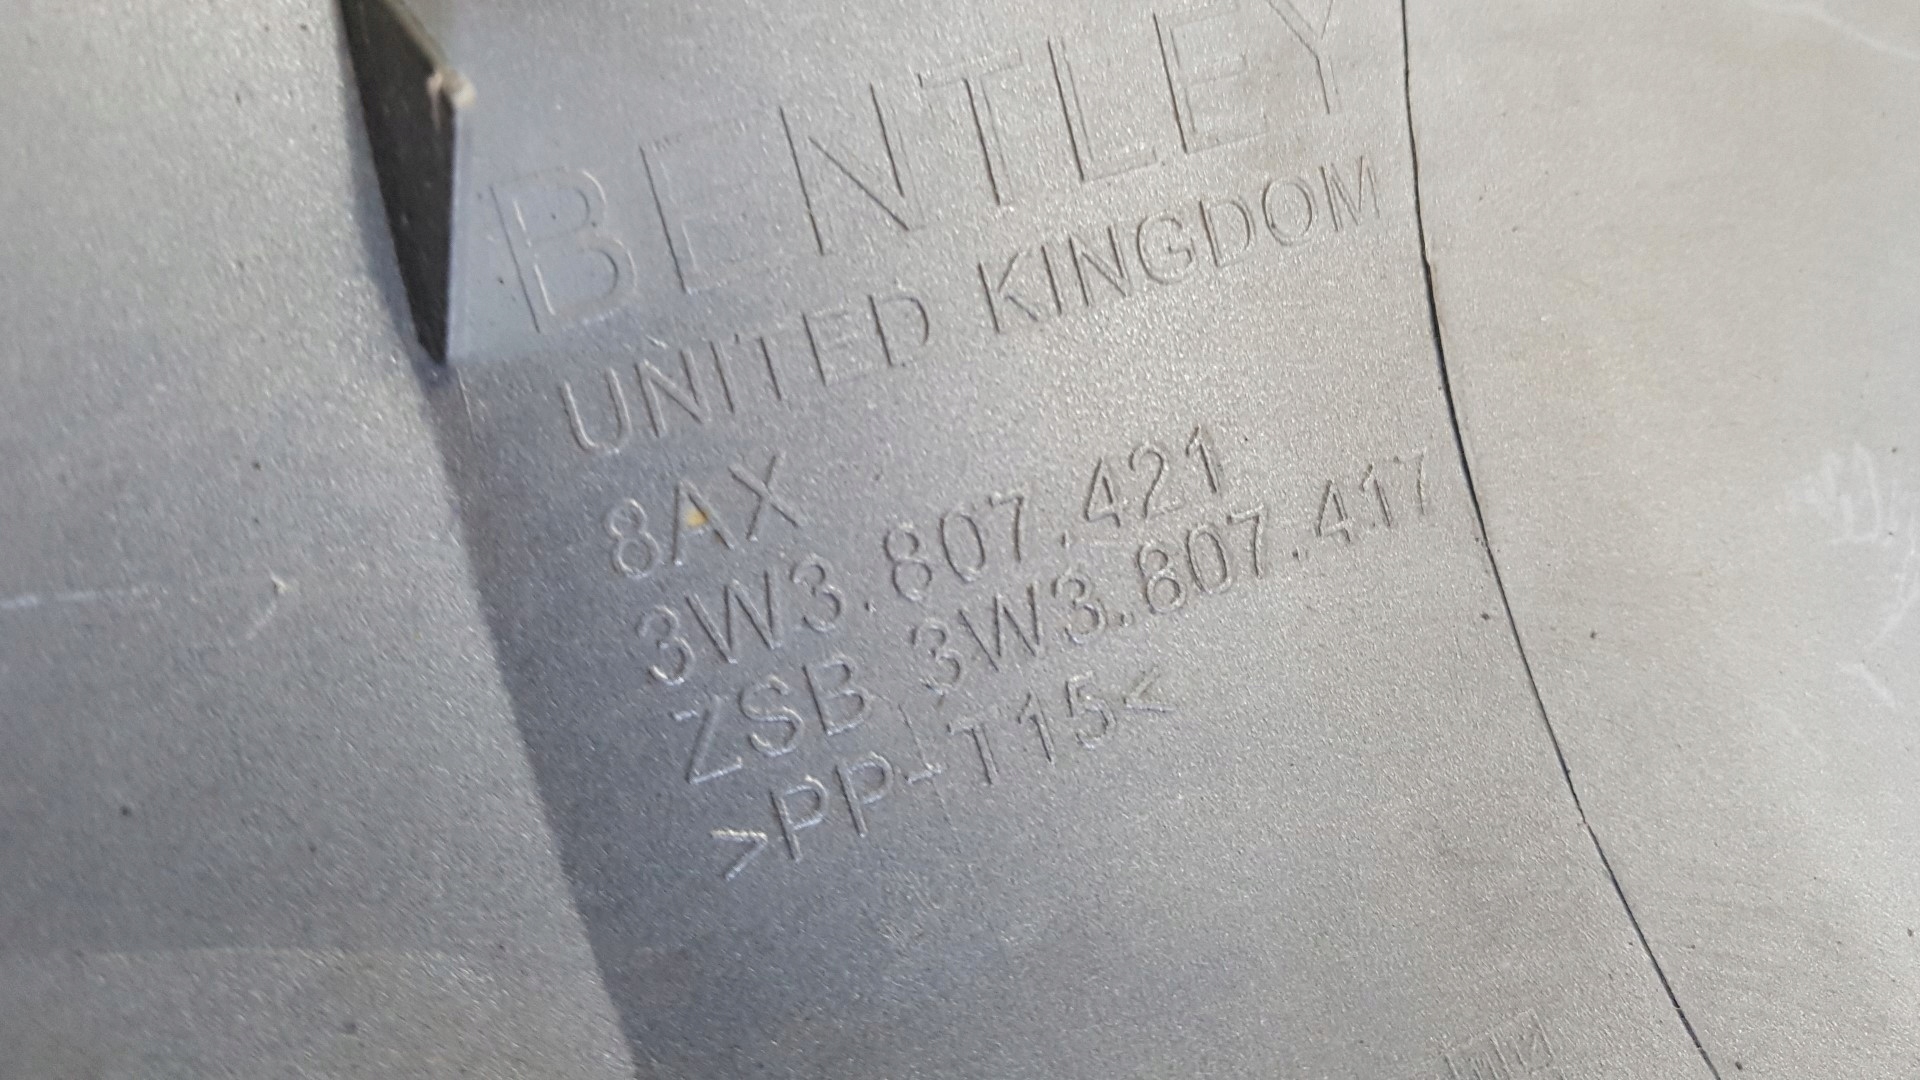 BENTLEY
UNITED KINGDOM
8AX
3W3.807.421
ZSB 3W3.807.417
>PP-T15<